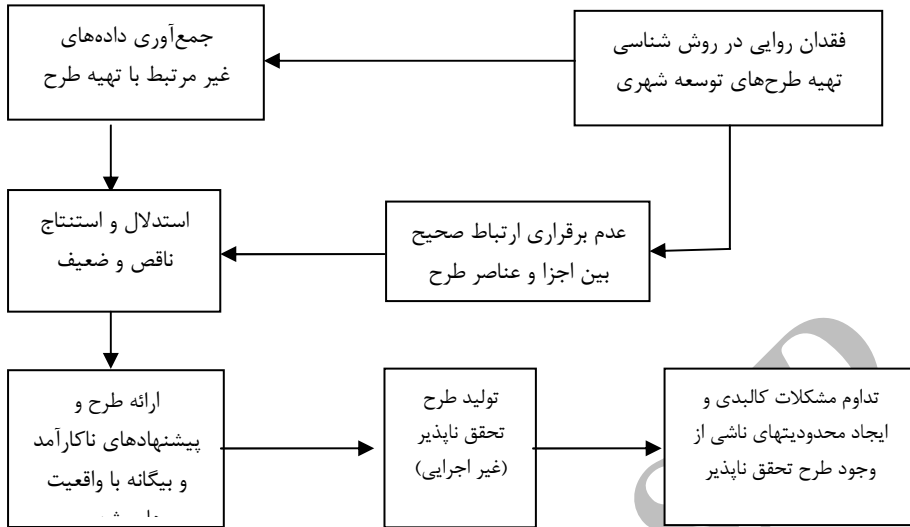 فقدان روایی در روش شناسی
تهیه طرح‌های توسعه شهری
جمع‌آوری داده‌های
غیر مرتبط با تهیه طرح
عدم برقراری ارتباط صحیح
بین اجزا و عناصر طرح
استدلال و استنتاج
ناقص و ضعیف
ارائه طرح و
پیشنهادهای ناکارآمد
و بیگانه با واقعیت
تولید طرح
تحقق ناپذیر
(غیر اجرایی)
تداوم مشکلات کالبدی و
ایجاد محدودیتهای ناشی از
وجود طرح تحقق ناپذیر